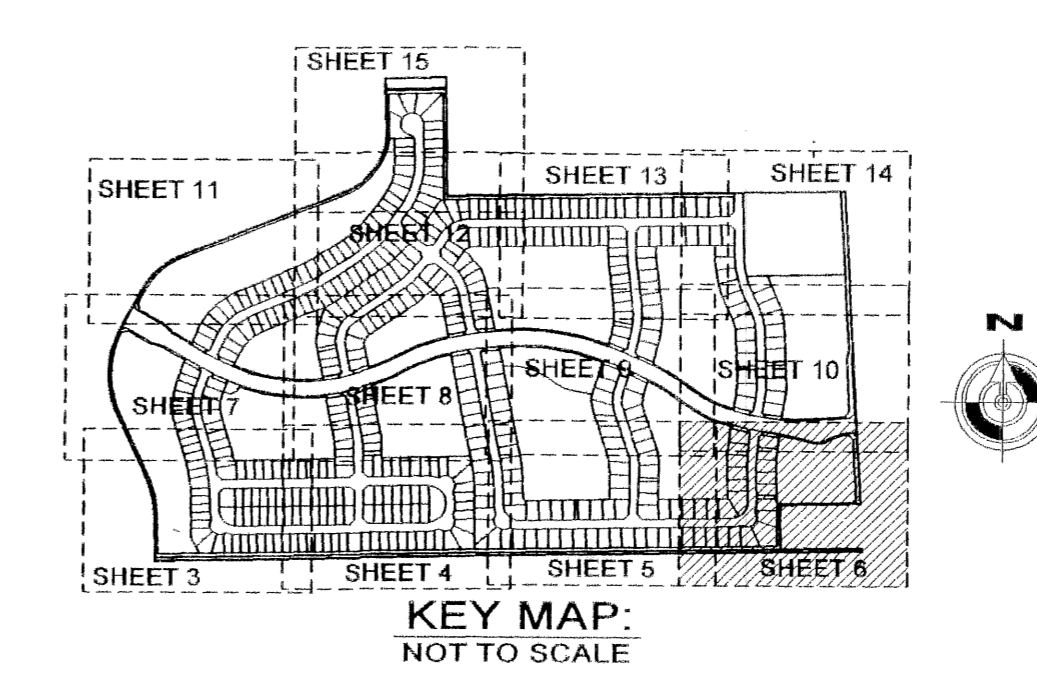 SHEET 15
SHEET 11
SHEET 13
SHEET 14
SHEET 12
N
SHEET 9
SHEET 10
SHEET 7
SHEET 8
SHEET 3
SHEET 4
SHEET 5
SHEET 6
KEY MAP:
NOT TO SCALE